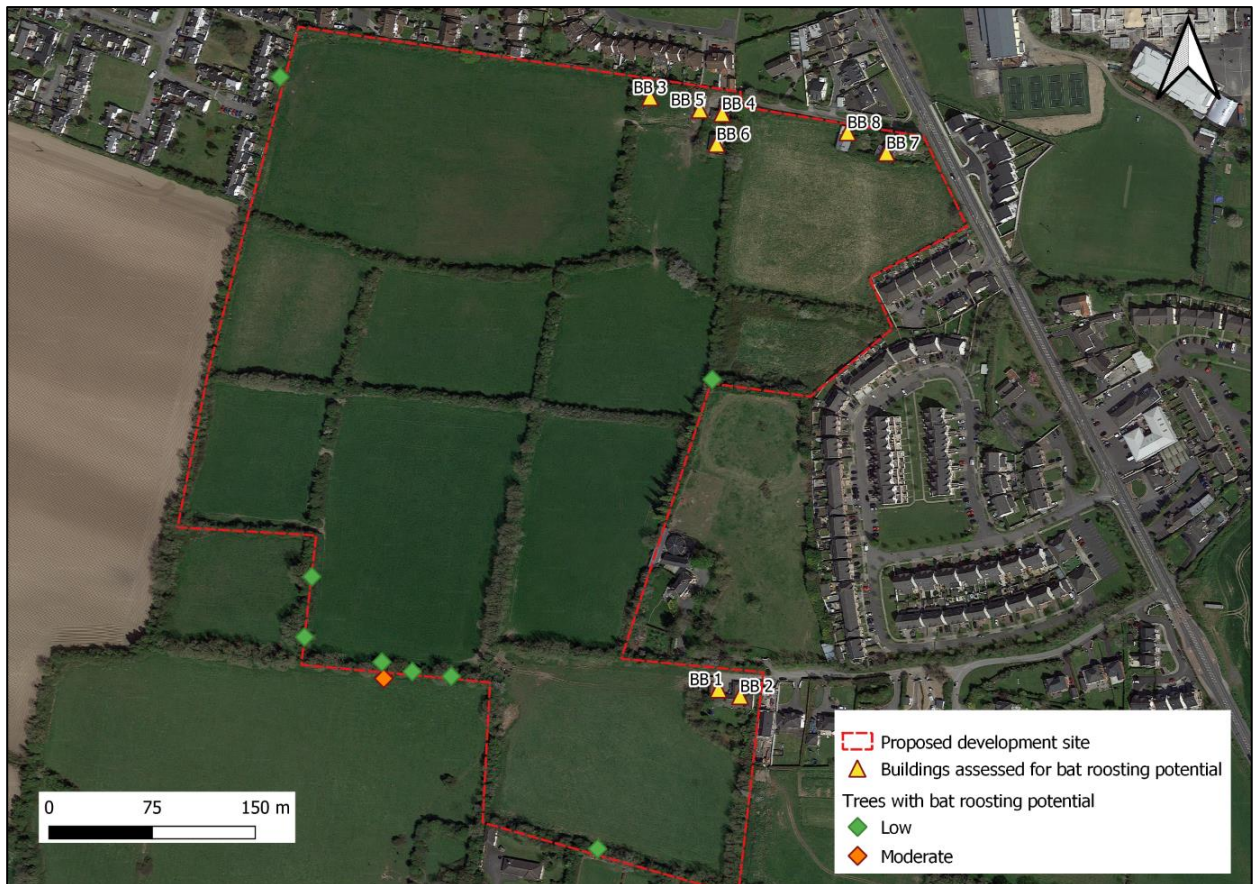 BB 3
BB 5
BB 4
BB 6
BB 8
BB 7
BB 1
BB 2
Proposed development site
Buildings assessed for bat roosting potential
Trees with bat roosting potential
Low
Moderate
0 75 150 m